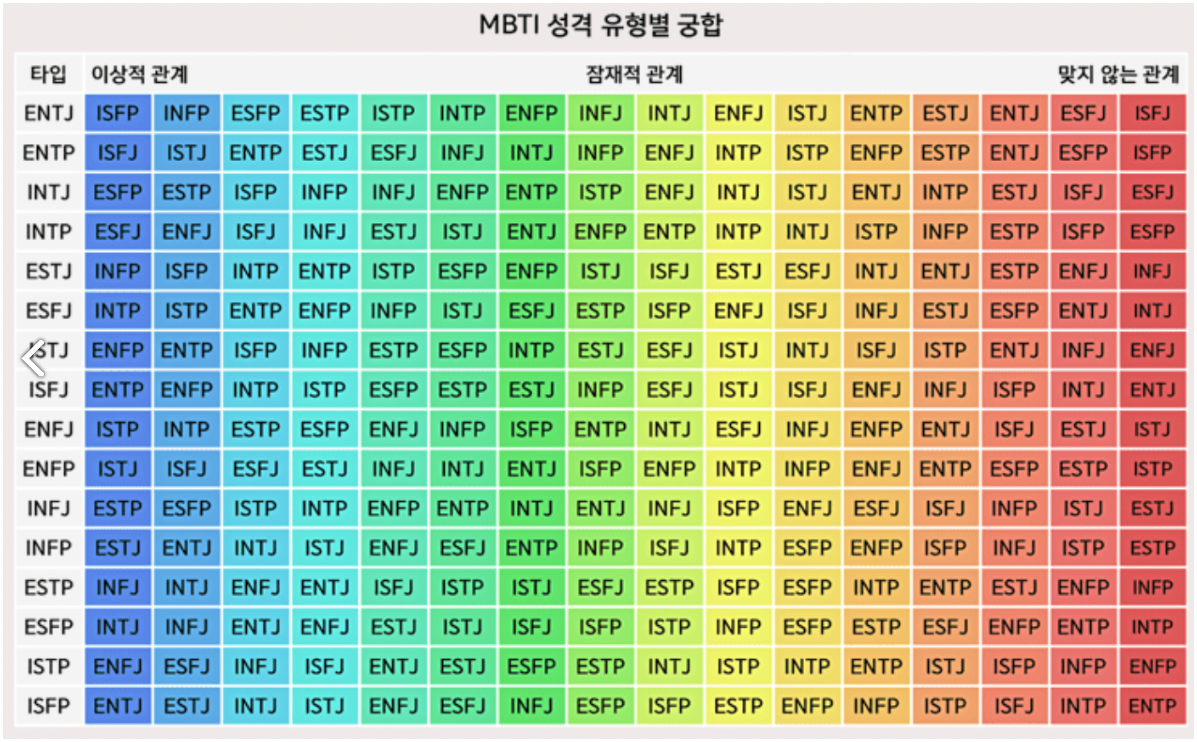 MBTI 성격 유형별 궁합
타입 이상적 관계 잠재적 관계 맞지 않는 관계
ENTJ ISFP INFP ESFP ESTP ISTP INTP ENFP INFJ INTJ ENFJ ISTJ ENTP ESTJ ENTJ ESFJ ISFJ
ENTP ISFJ ISTJ ENTP ESTJ ESFJ INFJ INTJ INFP ENFJ INTP ISTP ENFP ESTP ENTJ ESFP ISFP
INTJ ESFP ESTP ISFP INFP INFJ ENFP ENTP ISTP ENFJ INTJ ISTJ ENTJ INTP ESTJ ISFJ ESFJ
INTP ESFJ ENFJ ISFJ INFJ ESTJ ISTJ ENTJ ENFP ENTP INTP INTJ ISTP INFP ESTP ISFP ESFP
ESTJ INFP ISFP INTP ENTP ISTP ESFP ENFP ISTJ ISFJ ESTJ ESFJ INTJ ENTJ ESTP ENFJ INFJ
ESFJ INTP ISTP ENTP ENFP INFP ISTJ ESFJ ESTP ISFP ENFJ ISFJ INFJ ESTJ ESFP ENTJ INTJ
STJ ENFP ENTP ISFP INFP ESTP ESFP INTP ESTJ ESFJ ISTJ INTJ ISFJ ISTP ENTJ INFJ ENFJ
ISFJ ENTP ENFP INTP ISTP ESFP ESTP ESTJ INFP ESFJ ISTJ ISFJ ENFJ INFJ ISFP INTJ ENTJ
ENFJ ISTP INTP ESTP ESFP ENFJ INFP ISFP ENTP INTJ ESFJ INFJ ENFP ENTJ ISFJ ESTJ ISTJ
ENFP ISTJ ISFJ ESFJ ESTJ INFJ INTJ ENTJ ISFP ENFP INTP INFP ENFJ ENTP ESFP ESTP ISTP
INFJ ESTP ESFP ISTP INTP ENFP ENTP INTJ ENTJ INFJ ISFP ENFJ ESFJ ISFJ INFP ISTJ ESTJ
INFP ESTJ ENTJ INTJ ISTJ ENFJ ESFJ ENTP INFP ISFJ INTP ESFP ENFP ISFP INFJ ISTP ESTP
ESTP INFJ INTJ ENFJ ENTJ ISFJ ISTP ISTJ ESFJ ESTP ISFP ESFP INTP ENTP ESTJ ENFP INFP
ESFP INTJ INFJ ENTJ ENFJ ESTJ ISTJ ISFJ ISFP ISTP INFP ESFP ESTP ESFJ ENFP ENTP INTP
ISTP ENFJ ESFJ INFJ ISFJ ENTJ ESTJ ESFP ESTP INTJ ISTP INTP ENTP ISTJ ISFP INFP ENFP
ISFP ENTJ ESTJ INTJ ISTJ ENFJ ESFJ INFJ ESFP ISFP ESTP ENFP INFP ISTP ISFJ INTP ENTP